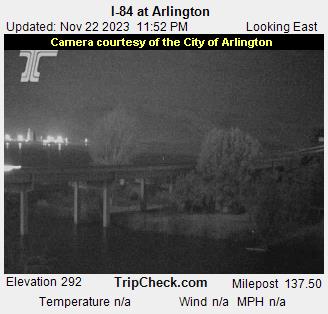 I-84 at Arlington
Updated: Nov 22 2023 11:52 PM Looking East
Camera courtesy of the City of Arlington
Elevation 292 TripCheck.com Milepost 137.50
Temperature n/a Wind n/a MPH n/a